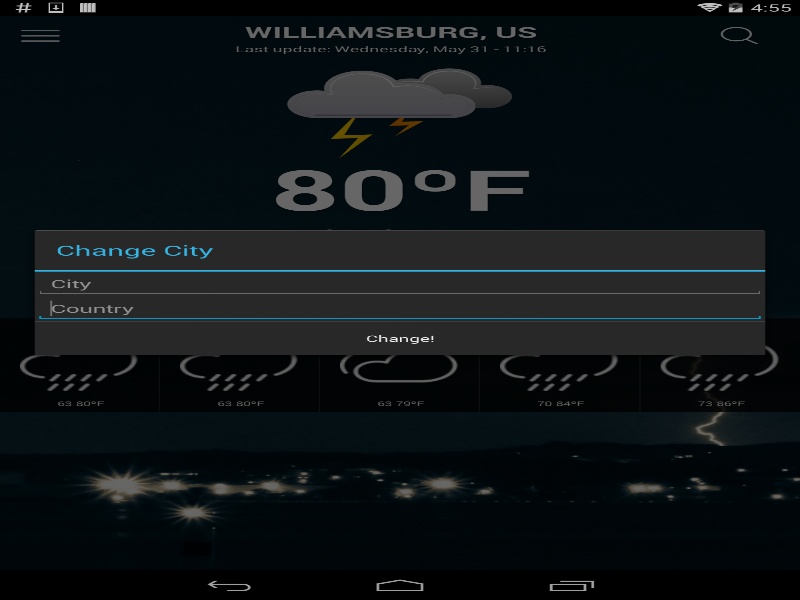 4:55
WILLIAMSBURG, US
Last update: Wednesday, May 31 - 11:16
80°F
Change City
City
Country
Change!
63 80°F 63 80°F 63 79°F 70 84°F 73 86°F